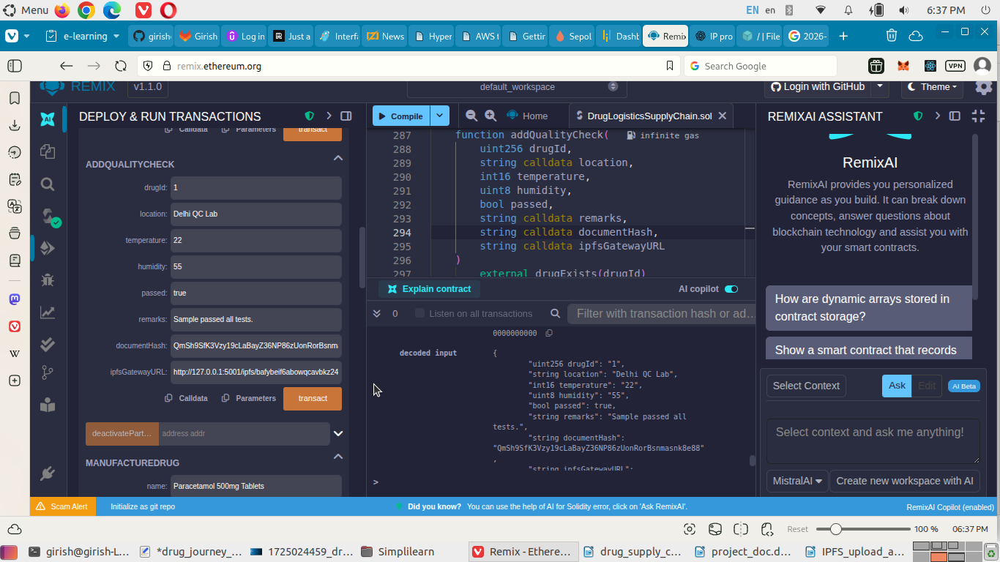 Menu
EN en
6:37 PM
e-learning
girish
Girish
Log in
Just a
Interfa
News
Hyper
AWS t
Gettir
Sepol
Dashb
Remix
IP pro
/ | File
2026-
remix.ethereum.org
Search Google
VPN
REMIX v1.1.0
default_workspace
Login with GitHub
Theme
DEPLOY & RUN TRANSACTIONS
Calldata Parameters transact
ADDQUALITYCHECK
drugId: 1
location: Delhi QC Lab
temperature: 22
humidity: 55
passed: true
remarks: Sample passed all tests.
documentHash: QmSh9SfK3Vzy19cLaBayZ36NP86zUonRorBsnma
ipfsGatewayURL: http://127.0.0.1:5001/ipfs/bafybeif6abowqcavbkz24
Calldata Parameters transact
deactivatePart... address addr
MANUFACTUREDRUG
name: Paracetamol 500mg Tablets
Compile
Home
DrugLogisticsSupplyChain.sol
287 function addQualityCheck( infinite gas
288 uint256 drugId,
289 string calldata location,
290 int16 temperature,
291 uint8 humidity,
292 bool passed,
293 string calldata remarks,
294 string calldata documentHash,
295 string calldata ipfsGatewayURL
296 )
297 external drugExists(drugId)
Explain contract
AI copilot
0 Listen on all transactions Filter with transaction hash or ad...
0000000000
decoded input {
"uint256 drugId": "1",
"string location": "Delhi QC Lab",
"int16 temperature": "22",
"uint8 humidity": "55",
"bool passed": true,
"string remarks": "Sample passed all
tests.",
"string documentHash":
"QmSh9SfK3Vzy19cLaBayZ36NP86zUonRorBsnmasnk8e88"
,
"string ipfsGatewayURL":
>
REMIXAI ASSISTANT
RemixAI
RemixAI provides you personalized
guidance as you build. It can break down
concepts, answer questions about
blockchain technology and assist you with
your smart contracts.
How are dynamic arrays stored in
contract storage?
Show a smart contract that records
Select Context
Ask Edit AI Beta
Select context and ask me anything!
MistralAI Create new workspace with AI
Scam Alert
Initialize as git repo
Did you know? You can use the help of AI for Solidity error, click on 'Ask RemixAI'.
RemixAI Copilot (enabled)
Reset 100 % 06:37 PM
girish@girish-L...
*drug_journey_...
1725024459_dr...
Simplilearn
Remix - Ethere...
drug_supply_c...
project_doc.d...
IPFS_upload_a...